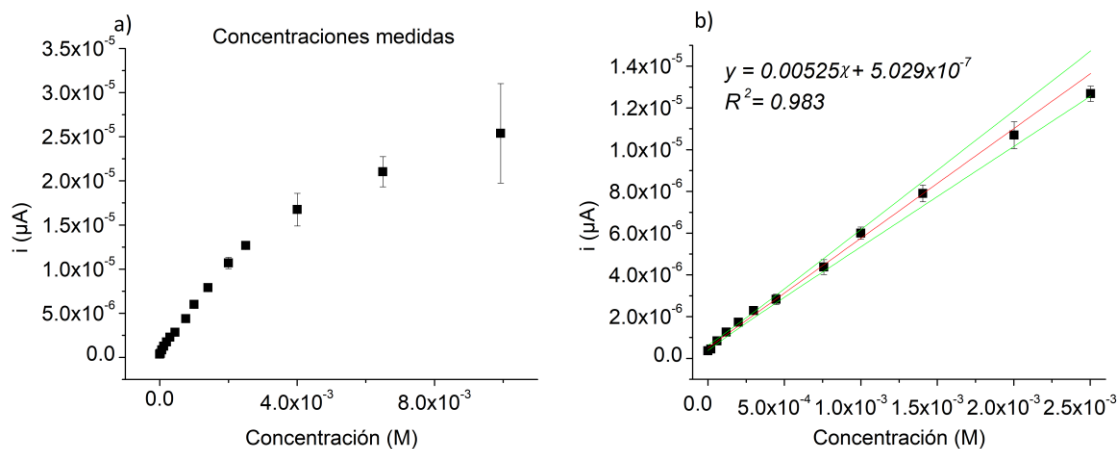 a)
Concentraciones medidas
3.5x10⁻⁵
3.0x10⁻⁵
2.5x10⁻⁵
2.0x10⁻⁵
1.5x10⁻⁵
1.0x10⁻⁵
5.0x10⁻⁶
0.0
i (µA)
0.0 4.0x10⁻³ 8.0x10⁻³
Concentración (M)
b)
y = 0.00525χ + 5.029x10⁻⁷
R² = 0.983
1.4x10⁻⁵
1.2x10⁻⁵
1.0x10⁻⁵
8.0x10⁻⁶
6.0x10⁻⁶
4.0x10⁻⁶
2.0x10⁻⁶
0.0
i (µA)
0.0 5.0x10⁻⁴ 1.0x10⁻³ 1.5x10⁻³ 2.0x10⁻³ 2.5x10⁻³
Concentración (M)